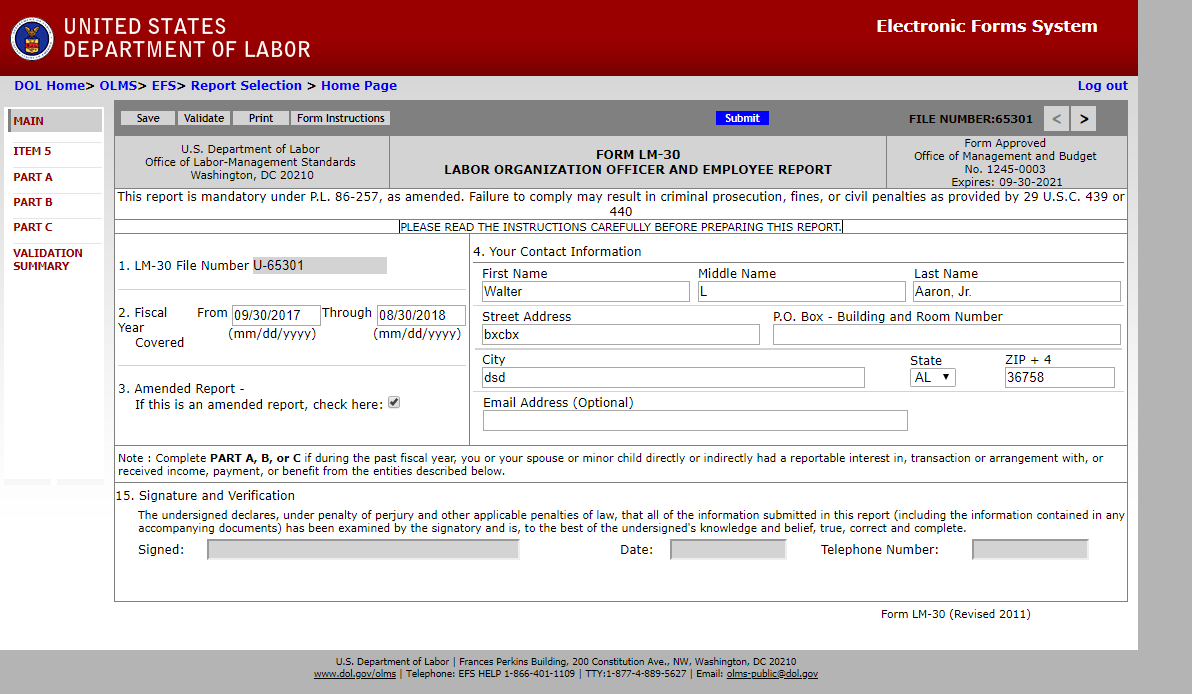 UNITED STATES
DEPARTMENT OF LABOR
Electronic Forms System
DOL Home> OLMS> EFS> Report Selection > Home Page
Log out
MAIN
ITEM 5
PART A
PART B
PART C
VALIDATION
SUMMARY
Save Validate Print Form Instructions Submit FILE NUMBER:65301 < >
U.S. Department of Labor
Office of Labor-Management Standards
Washington, DC 20210
FORM LM-30
LABOR ORGANIZATION OFFICER AND EMPLOYEE REPORT
Form Approved
Office of Management and Budget
No. 1245-0003
Expires: 09-30-2021
This report is mandatory under P.L. 86-257, as amended. Failure to comply may result in criminal prosecution, fines, or civil penalties as provided by 29 U.S.C. 439 or
440
PLEASE READ THE INSTRUCTIONS CAREFULLY BEFORE PREPARING THIS REPORT.
1. LM-30 File Number U-65301
2. Fiscal
Year
Covered
From 09/30/2017 Through 08/30/2018
(mm/dd/yyyy) (mm/dd/yyyy)
3. Amended Report -
If this is an amended report, check here:
4. Your Contact Information
First Name Middle Name Last Name
Walter L Aaron, Jr.
Street Address P.O. Box - Building and Room Number
bxcbx
City State ZIP + 4
dsd AL 36758
Email Address (Optional)
Note : Complete PART A, B, or C if during the past fiscal year, you or your spouse or minor child directly or indirectly had a reportable interest in, transaction or arrangement with, or
received income, payment, or benefit from the entities described below.
15. Signature and Verification
The undersigned declares, under penalty of perjury and other applicable penalties of law, that all of the information submitted in this report (including the information contained in any
accompanying documents) has been examined by the signatory and is, to the best of the undersigned's knowledge and belief, true, correct and complete.
Signed: Date: Telephone Number:
Form LM-30 (Revised 2011)
U.S. Department of Labor | Frances Perkins Building, 200 Constitution Ave., NW, Washington, DC 20210
www.dol.gov/olms | Telephone: EFS HELP 1-866-401-1109 | TTY:1-877-4-889-5627 | Email: olms-public@dol.gov